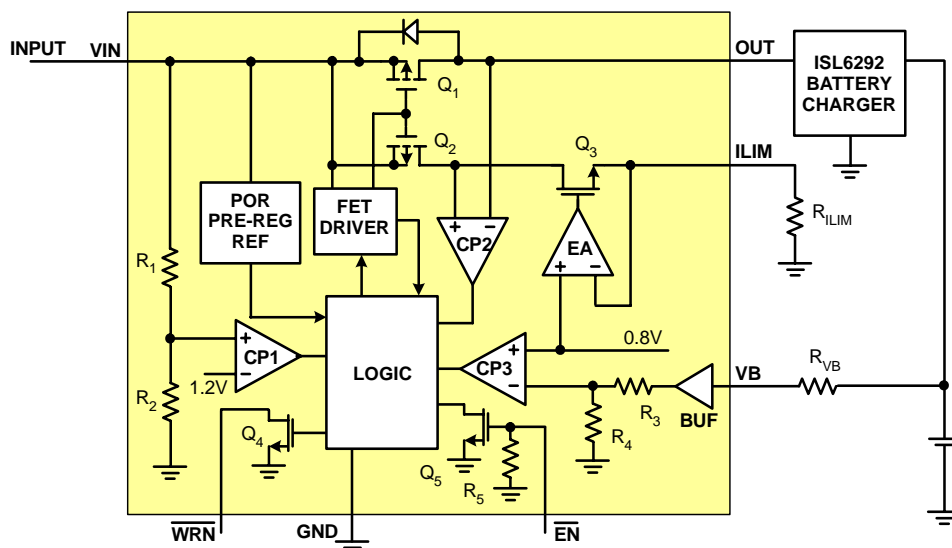 INPUT
VIN
OUT
ISL6292
BATTERY
CHARGER
Q1
Q2
Q3
ILIM
RILIM
POR
PRE-REG
REF
FET
DRIVER
+
−
CP2
EA
+
−
R1
+
CP1
−
1.2V
LOGIC
+
CP3
−
0.8V
VB
RVB
BUF
R3
R4
R2
Q4
Q5
R5
WRN
GND
EN